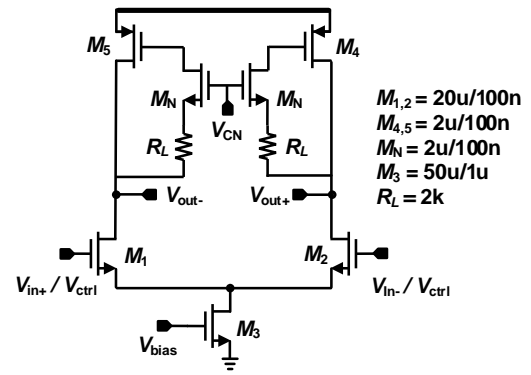 M5
M4
MN
MN
VCN
RL
RL
Vout-
Vout+
M1
M2
Vin+ / Vctrl
VIn- / Vctrl
M3
Vbias
M1,2 = 20u/100n
M4,5 = 2u/100n
MN = 2u/100n
M3 = 50u/1u
RL = 2k